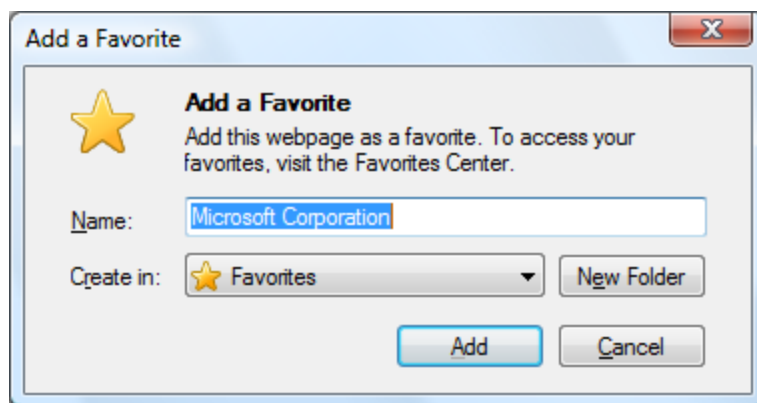 Add a Favorite
Add a Favorite
Add this webpage as a favorite. To access your
favorites, visit the Favorites Center.
Name: Microsoft Corporation
Create in: Favorites New Folder
Add Cancel